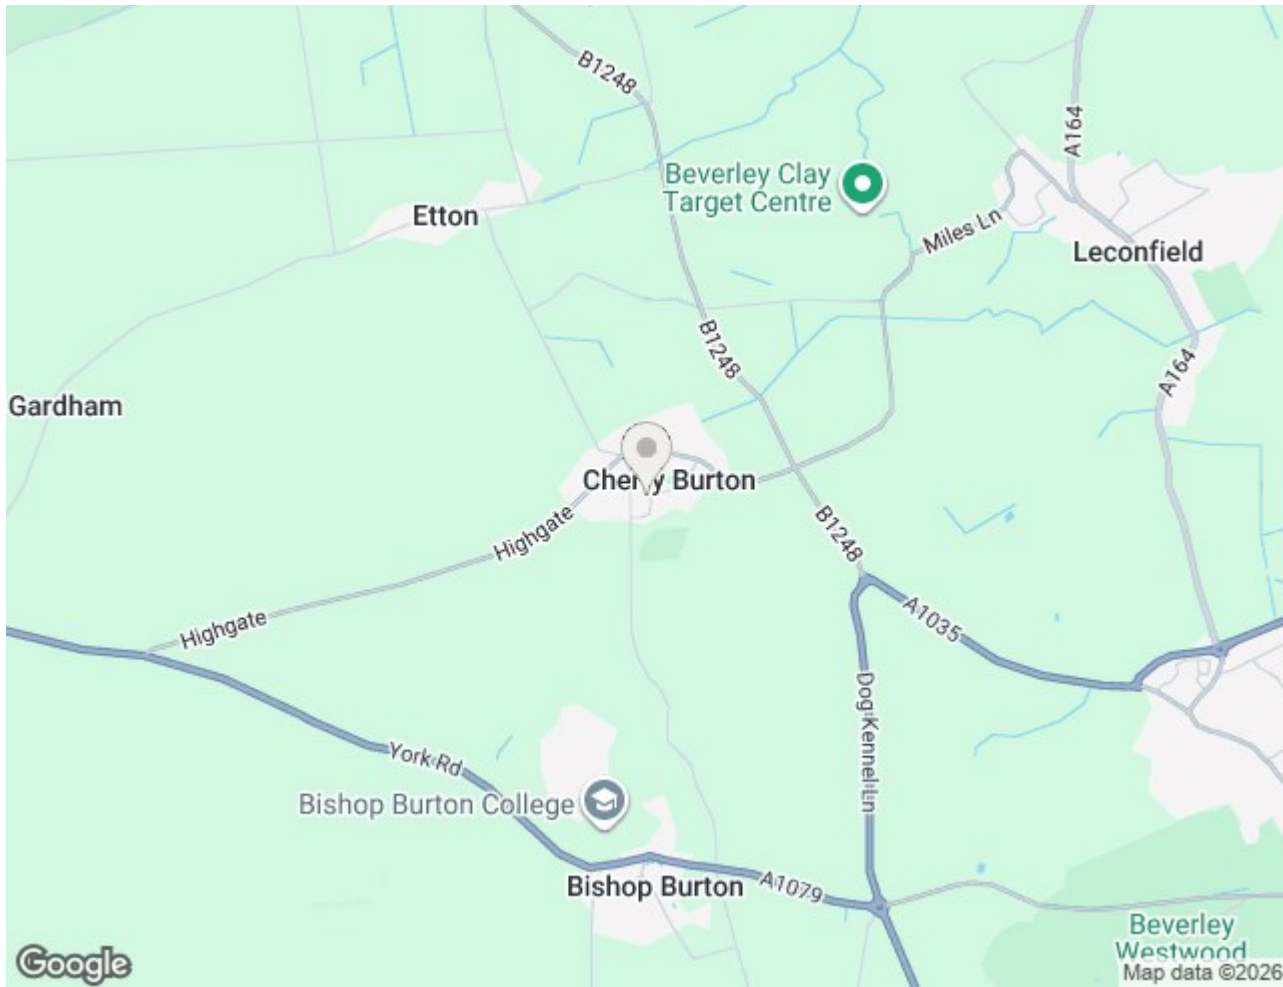 B1248
A164
Beverley Clay
Target Centre
Etton
Miles Ln
Leconfield
B1248
A164
Gardham
Cherry Burton
Highgate
B1248
Highgate
A1035
Dog Kennel Ln
York Rd
Bishop Burton College
Bishop Burton
A1079
Beverley
Westwood
Google
Map data ©2026